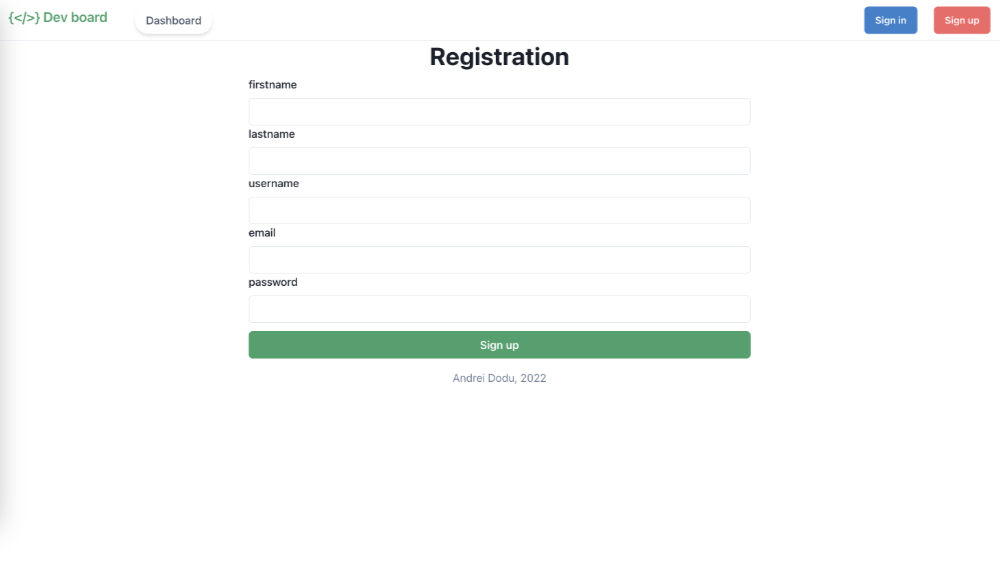 {</>} Dev board Dashboard Sign in Sign up
Registration
firstname
lastname
username
email
password
Sign up
Andrei Dodu, 2022